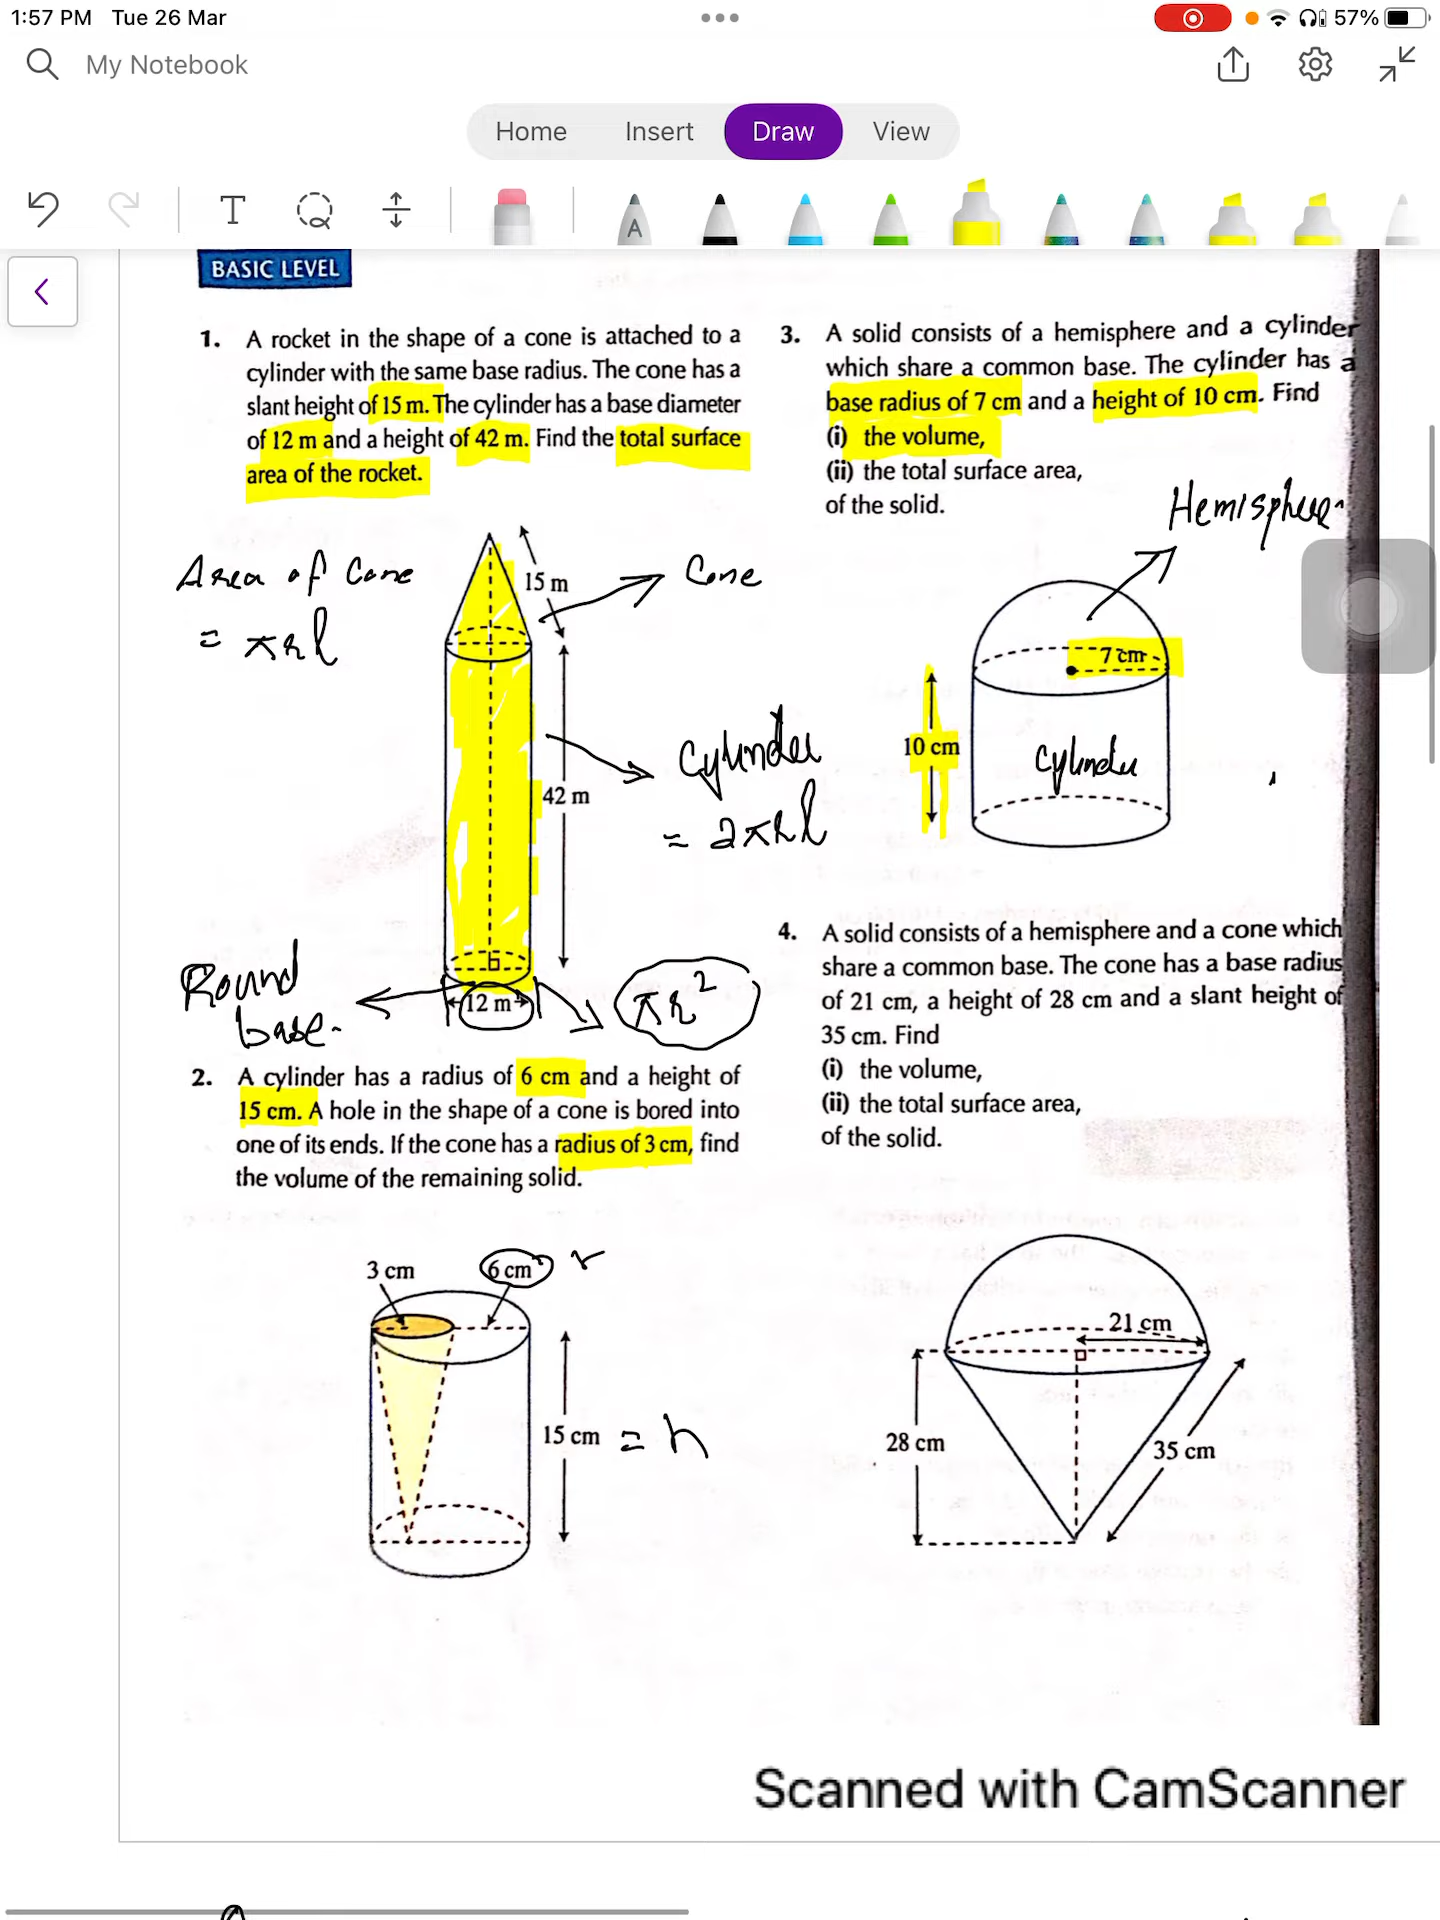 1:57 PM Tue 26 Mar
57%
My Notebook
Home Insert Draw View
T
A
BASIC LEVEL
1. A rocket in the shape of a cone is attached to a
cylinder with the same base radius. The cone has a
slant height of 15 m. The cylinder has a base diameter
of 12 m and a height of 42 m. Find the total surface
area of the rocket.
Area of Cone
= πrl
15 m
Cone
42 m
Cylinder
= 2πrl
Round
base
12 m
πr²
2. A cylinder has a radius of 6 cm and a height of
15 cm. A hole in the shape of a cone is bored into
one of its ends. If the cone has a radius of 3 cm, find
the volume of the remaining solid.
3 cm
6 cm r
15 cm = h
3. A solid consists of a hemisphere and a cylinder
which share a common base. The cylinder has a
base radius of 7 cm and a height of 10 cm. Find
(i) the volume,
(ii) the total surface area,
of the solid.
Hemisphere
7 cm
10 cm
Cylinder
4. A solid consists of a hemisphere and a cone which
share a common base. The cone has a base radius
of 21 cm, a height of 28 cm and a slant height of
35 cm. Find
(i) the volume,
(ii) the total surface area,
of the solid.
21 cm
28 cm
35 cm
Scanned with CamScanner